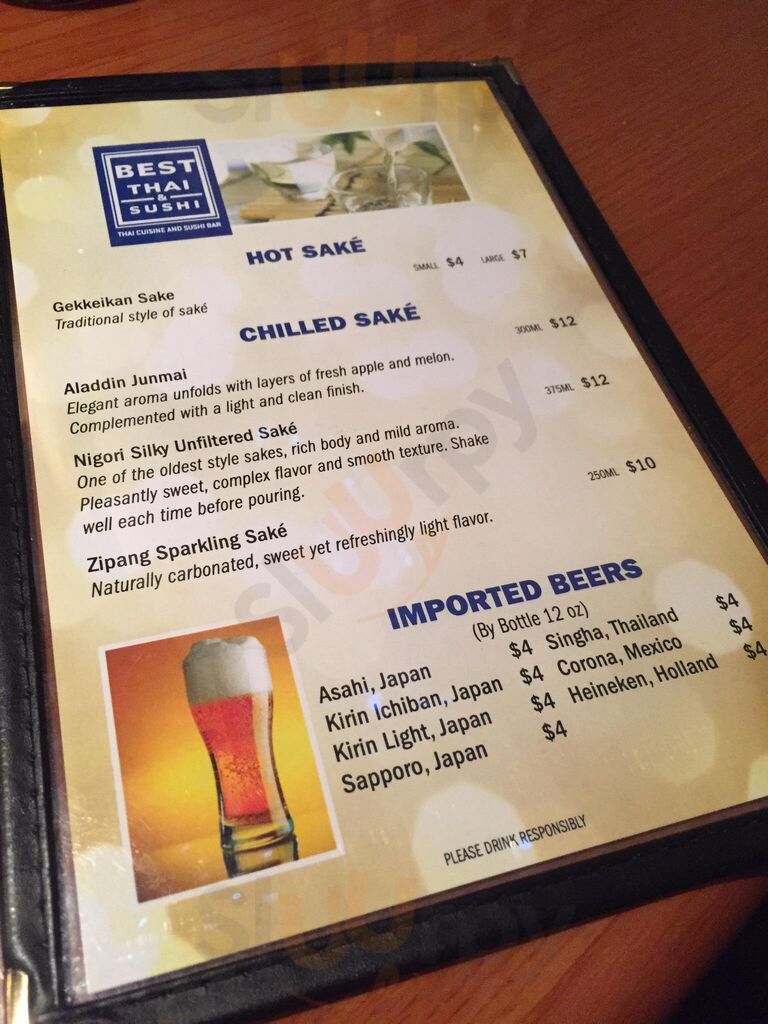 BEST
THAI
&
SUSHI
THAI CUISINE AND SUSHI BAR
HOT SAKÉ
SMALL $4 LARGE $7
Gekkeikan Sake
Traditional style of saké
CHILLED SAKÉ
300ML $12
Aladdin Junmai
Elegant aroma unfolds with layers of fresh apple and melon.
Complemented with a light and clean finish.
375ML $12
Nigori Silky Unfiltered Saké
One of the oldest style sakes, rich body and mild aroma.
Pleasantly sweet, complex flavor and smooth texture. Shake
well each time before pouring.
250ML $10
Zipang Sparkling Saké
Naturally carbonated, sweet yet refreshingly light flavor.
IMPORTED BEERS
(By Bottle 12 oz)
Asahi, Japan $4 Singha, Thailand $4
Kirin Ichiban, Japan $4 Corona, Mexico $4
Kirin Light, Japan $4 Heineken, Holland $4
Sapporo, Japan $4
PLEASE DRINK RESPONSIBLY
sluurpy
sluurpy
sluurpy